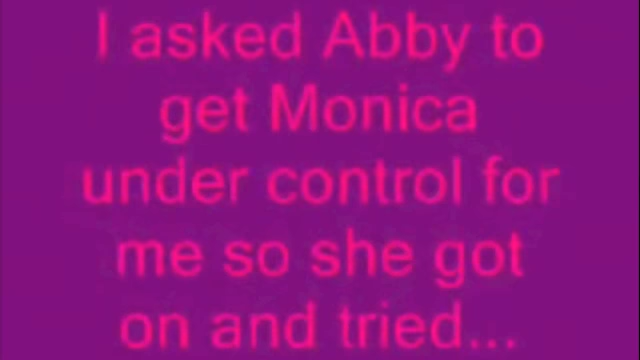 I asked Abby to
get Monica
under control for
me so she got
on and tried...